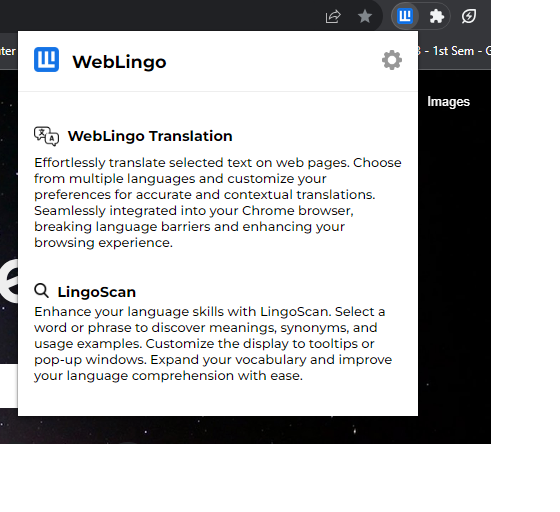 ter
3 - 1st Sem - G
WebLingo
Images
WebLingo Translation
Effortlessly translate selected text on web pages. Choose
from multiple languages and customize your
preferences for accurate and contextual translations.
Seamlessly integrated into your Chrome browser,
breaking language barriers and enhancing your
browsing experience.
LingoScan
Enhance your language skills with LingoScan. Select a
word or phrase to discover meanings, synonyms, and
usage examples. Customize the display to tooltips or
pop-up windows. Expand your vocabulary and improve
your language comprehension with ease.